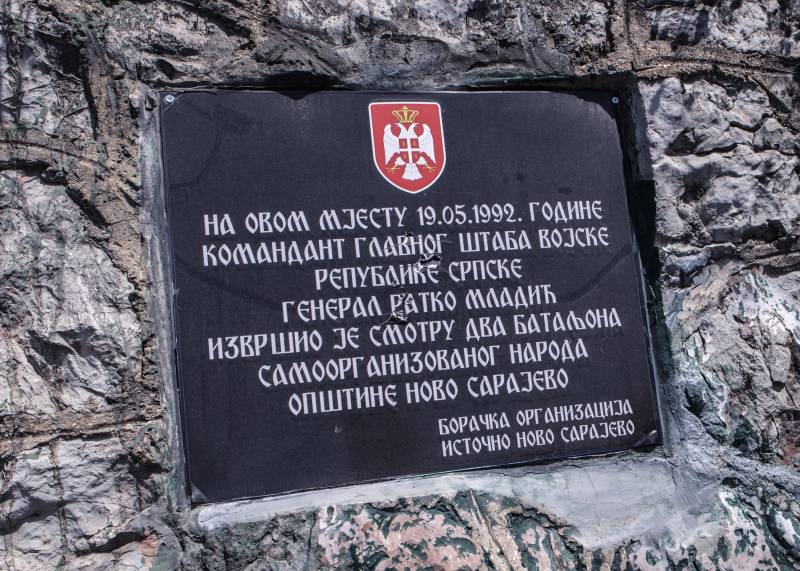 НА ОВОМ МЈЕСТУ 19.05.1992. ГОДИНЕ
КОМАНДАНТ ГЛАВНОГ ШТАБА ВОЈСКЕ
РЕПУБЛИКЕ СРПСКЕ
ГЕНЕРАЛ РАТКО МЛАДИЋ
ИЗВРШИО ЈЕ СМОТРУ ДВА БАТАЉОНА
САМООРГАНИЗОВАНОГ НАРОДА
ОПШТИНЕ НОВО САРАЈЕВО
БОРАЧКА ОРГАНИЗАЦИЈА
ИСТОЧНО НОВО САРАЈЕВО